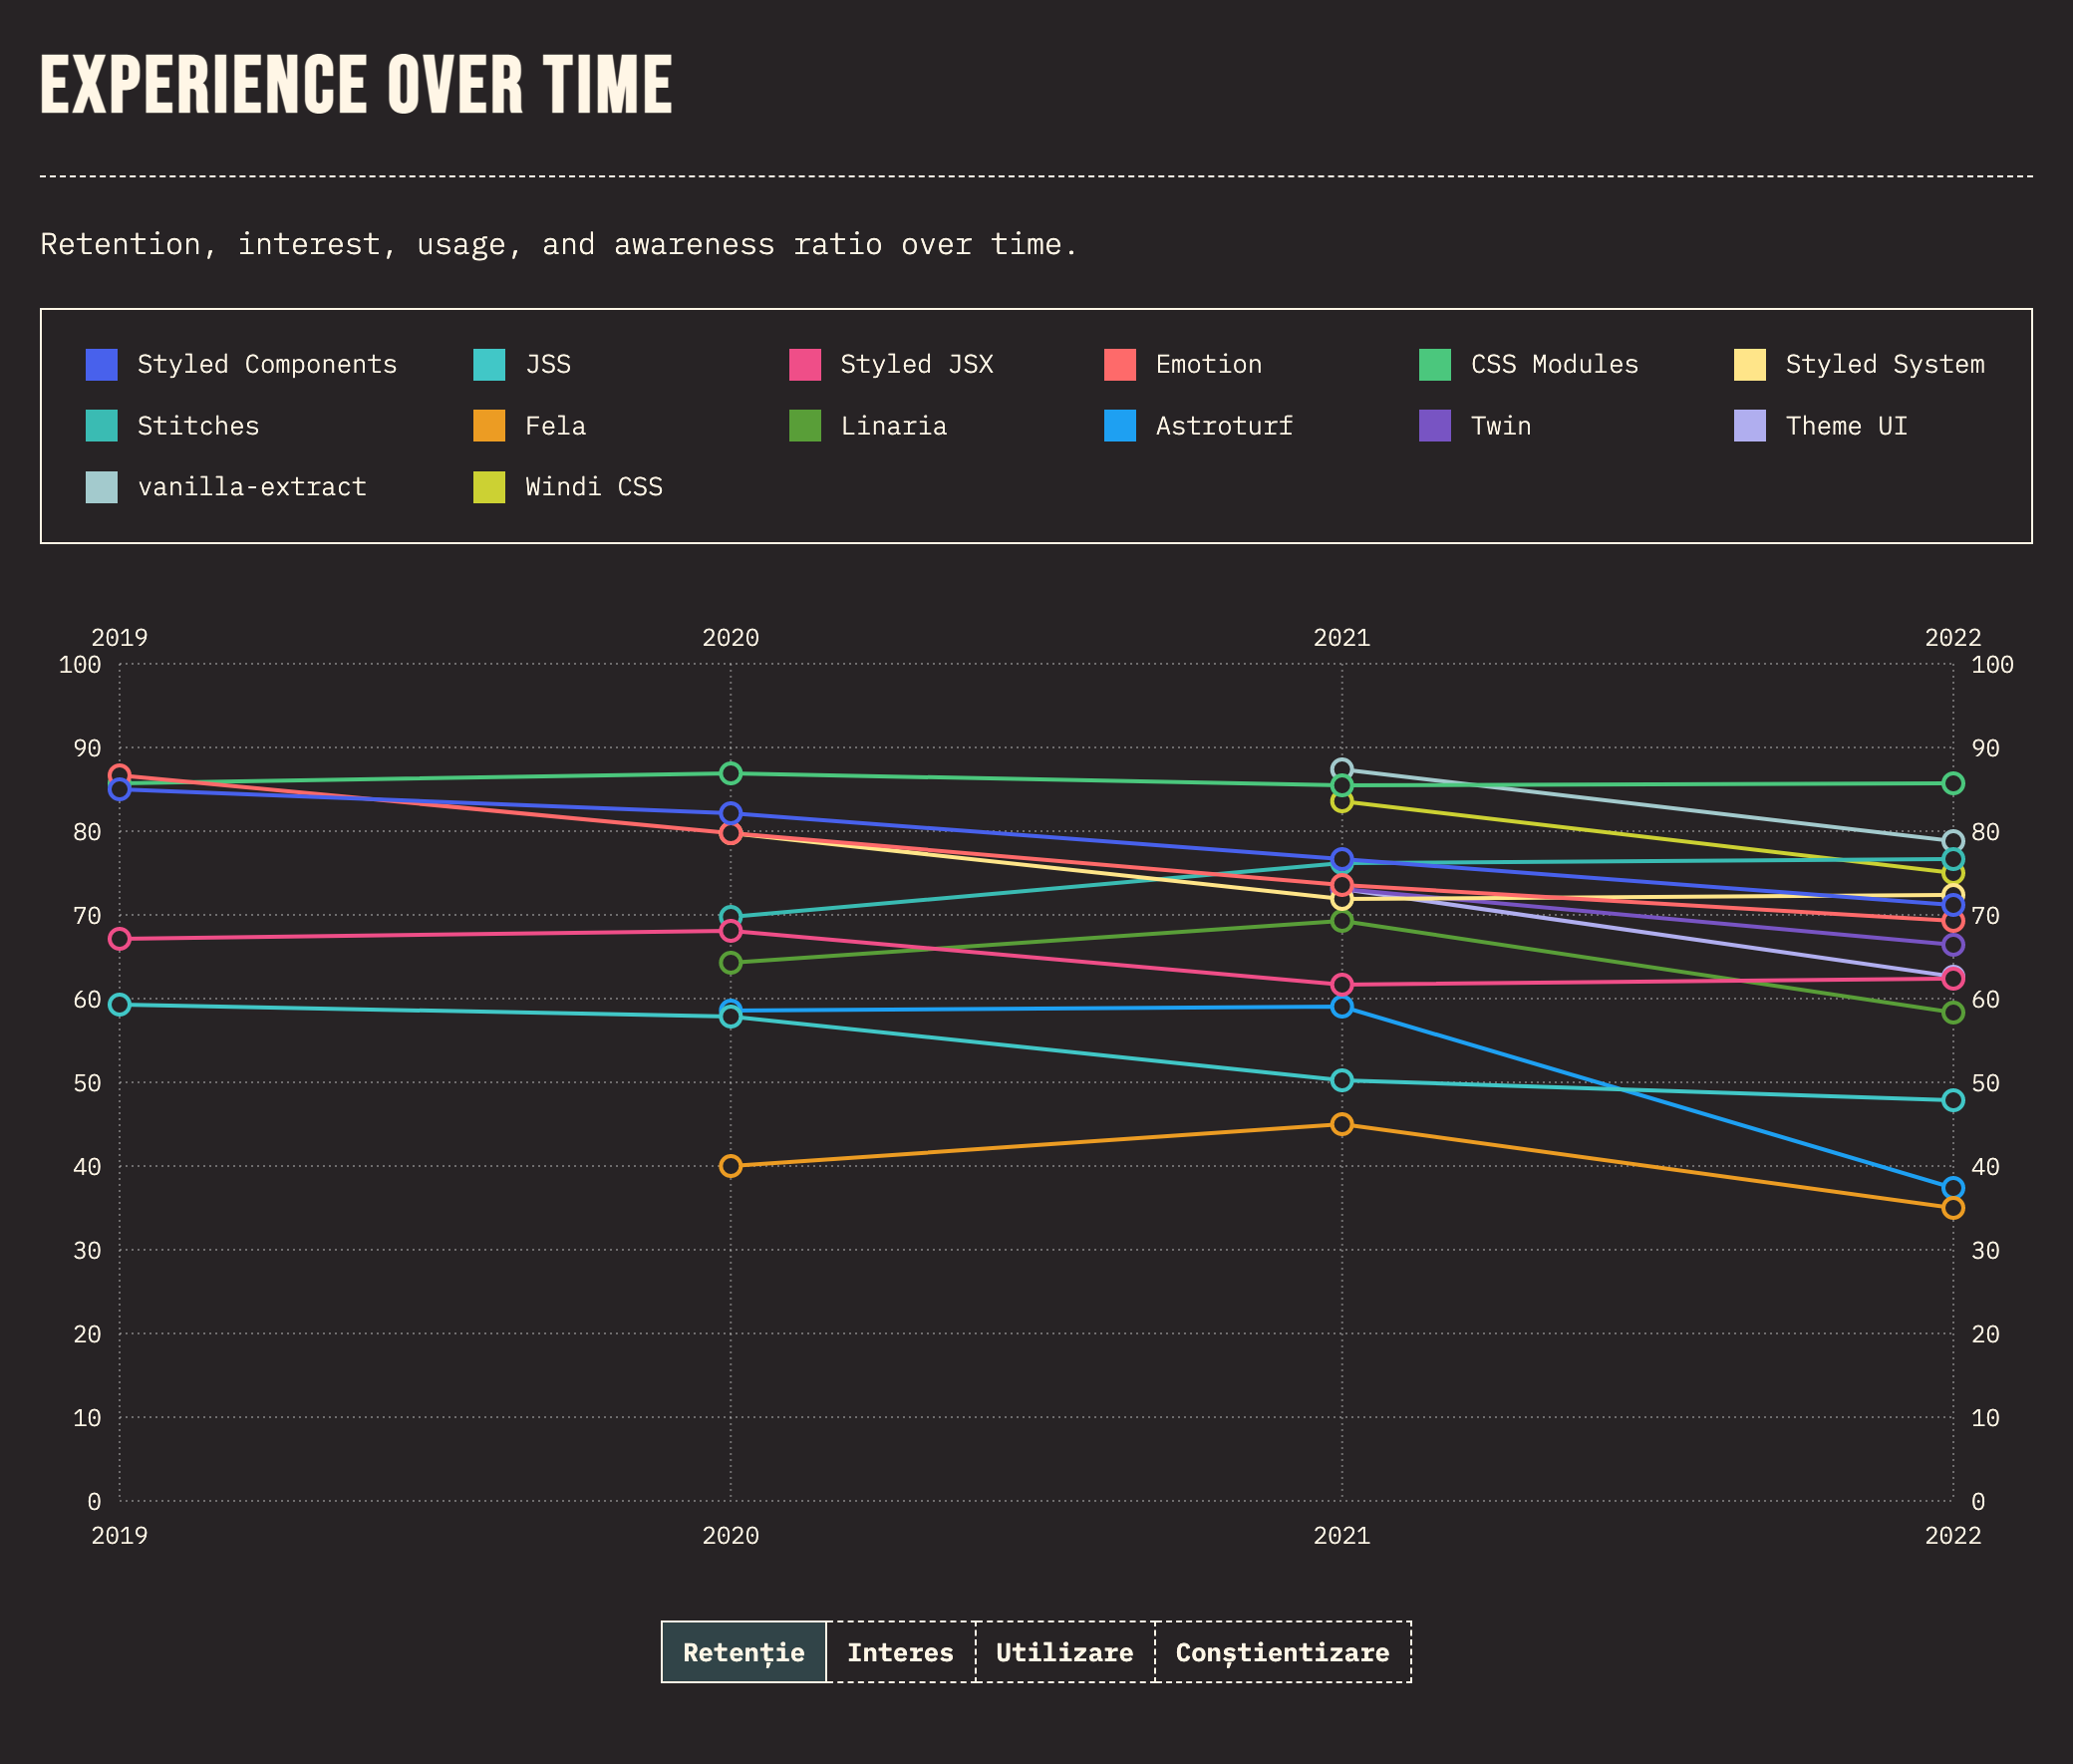 EXPERIENCE OVER TIME
Retention, interest, usage, and awareness ratio over time.
Styled Components JSS Styled JSX Emotion CSS Modules Styled System
Stitches Fela Linaria Astroturf Twin Theme UI
vanilla-extract Windi CSS
2019 2020 2021 2022
100 100
90 90
80 80
70 70
60 60
50 50
40 40
30 30
20 20
10 10
0 0
2019 2020 2021 2022
Retenție Interes Utilizare Conștientizare